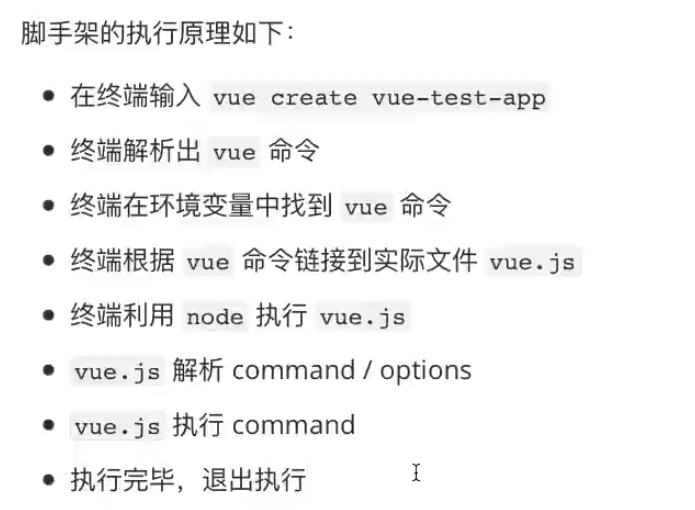 脚手架的执行原理如下：
在终端输入 vue create vue-test-app
终端解析出 vue 命令
终端在环境变量中找到 vue 命令
终端根据 vue 命令链接到实际文件 vue.js
终端利用 node 执行 vue.js
vue.js 解析 command / options
vue.js 执行 command
执行完毕，退出执行